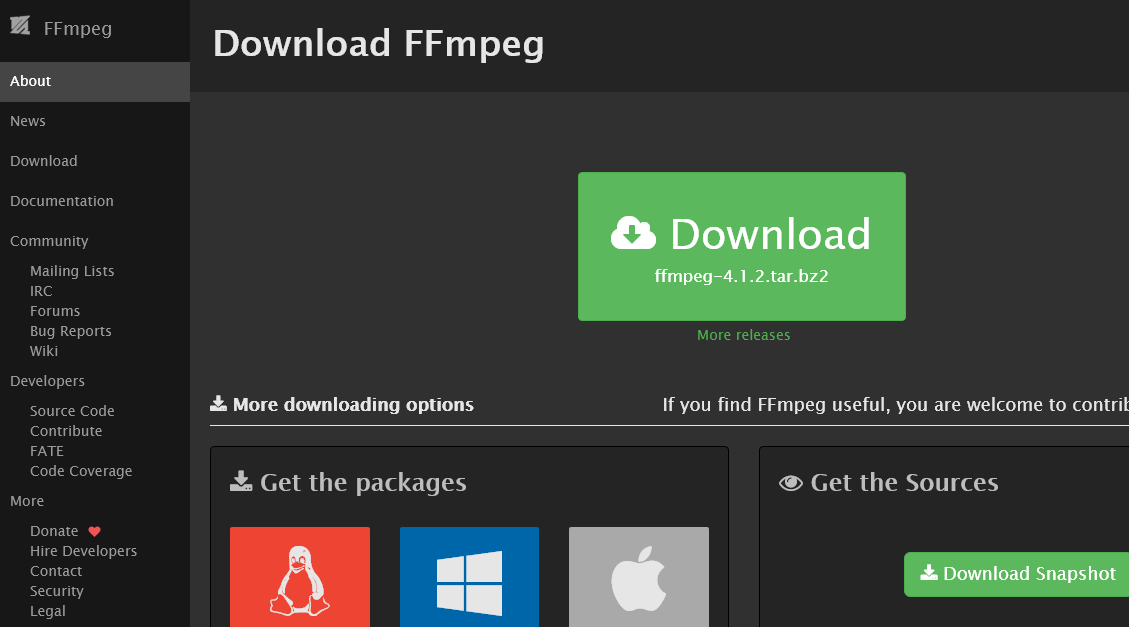 FFmpeg
About
News
Download
Documentation
Community
Mailing Lists
IRC
Forums
Bug Reports
Wiki
Developers
Source Code
Contribute
FATE
Code Coverage
More
Donate
Hire Developers
Contact
Security
Legal
Download FFmpeg
Download
ffmpeg-4.1.2.tar.bz2
More releases
More downloading options
If you find FFmpeg useful, you are welcome to contrib
Get the packages
Get the Sources
Download Snapshot